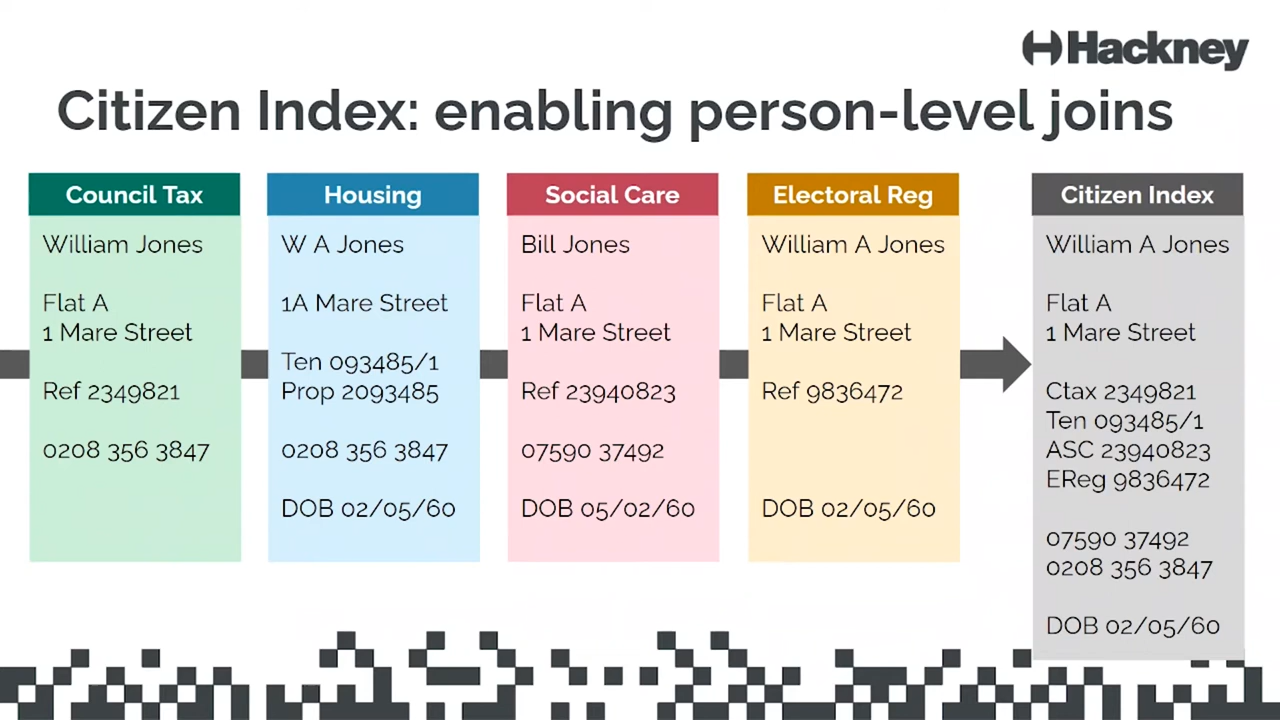 Hackney
Citizen Index: enabling person-level joins
Council Tax
William Jones
Flat A
1 Mare Street
Ref 2349821
0208 356 3847
Housing
W A Jones
1A Mare Street
Ten 093485/1
Prop 2093485
0208 356 3847
DOB 02/05/60
Social Care
Bill Jones
Flat A
1 Mare Street
Ref 23940823
07590 37492
DOB 05/02/60
Electoral Reg
William A Jones
Flat A
1 Mare Street
Ref 9836472
DOB 02/05/60
Citizen Index
William A Jones
Flat A
1 Mare Street
Ctax 2349821
Ten 093485/1
ASC 23940823
EReg 9836472
07590 37492
0208 356 3847
DOB 02/05/60